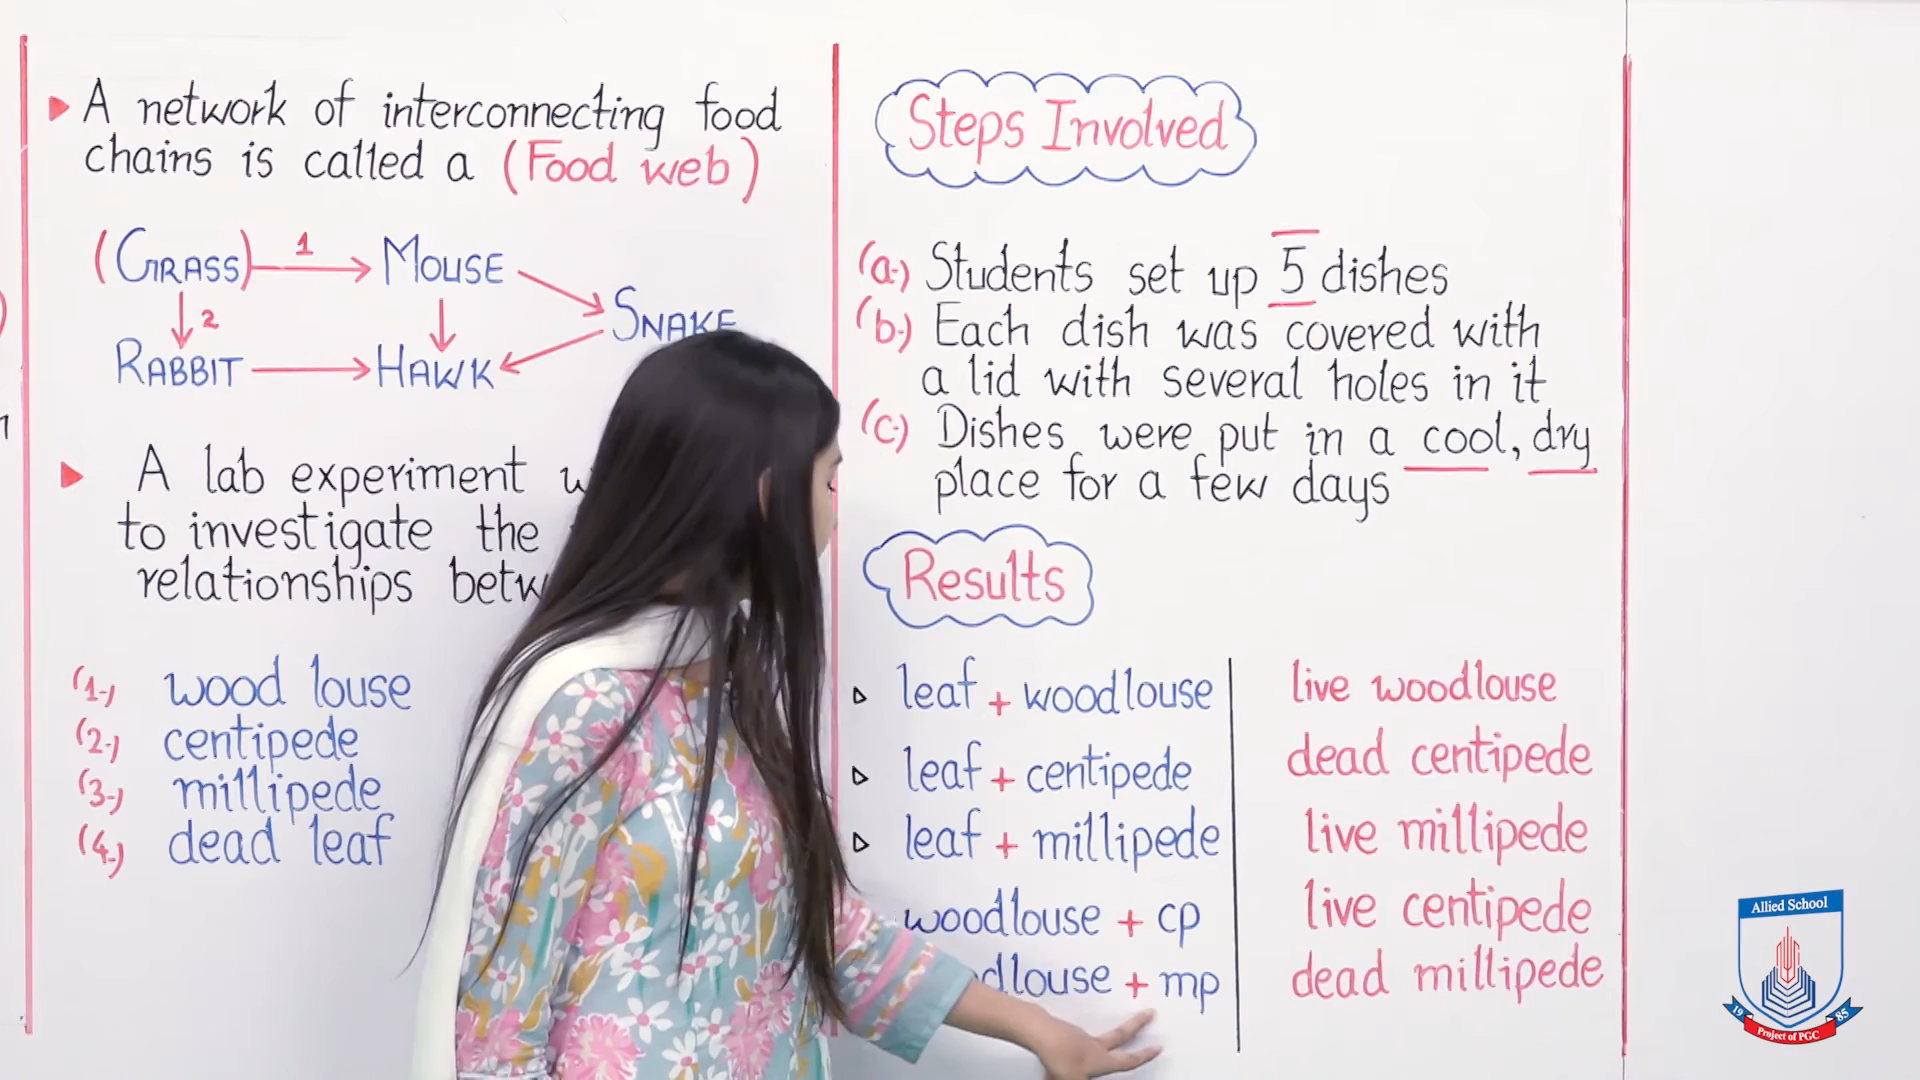 A network of interconnecting food
chains is called a (Food web)
(GRASS) 1 MOUSE
SNAKE
2
RABBIT HAWK
A lab experiment
to investigate the
relationships
(1-) wood louse
(2-) centipede
(3-) millipede
(4-) dead leaf
Steps Involved
(a-) Students set up 5 dishes
(b-) Each dish was covered with
a lid with several holes in it
(c-) Dishes were put in a cool, dry
place for a few days
Results
leaf + woodlouse live woodlouse
leaf + centipede dead centipede
leaf + millipede live millipede
woodlouse + cp live centipede
+ mp dead millipede
Allied School
19 85
Project of PGC